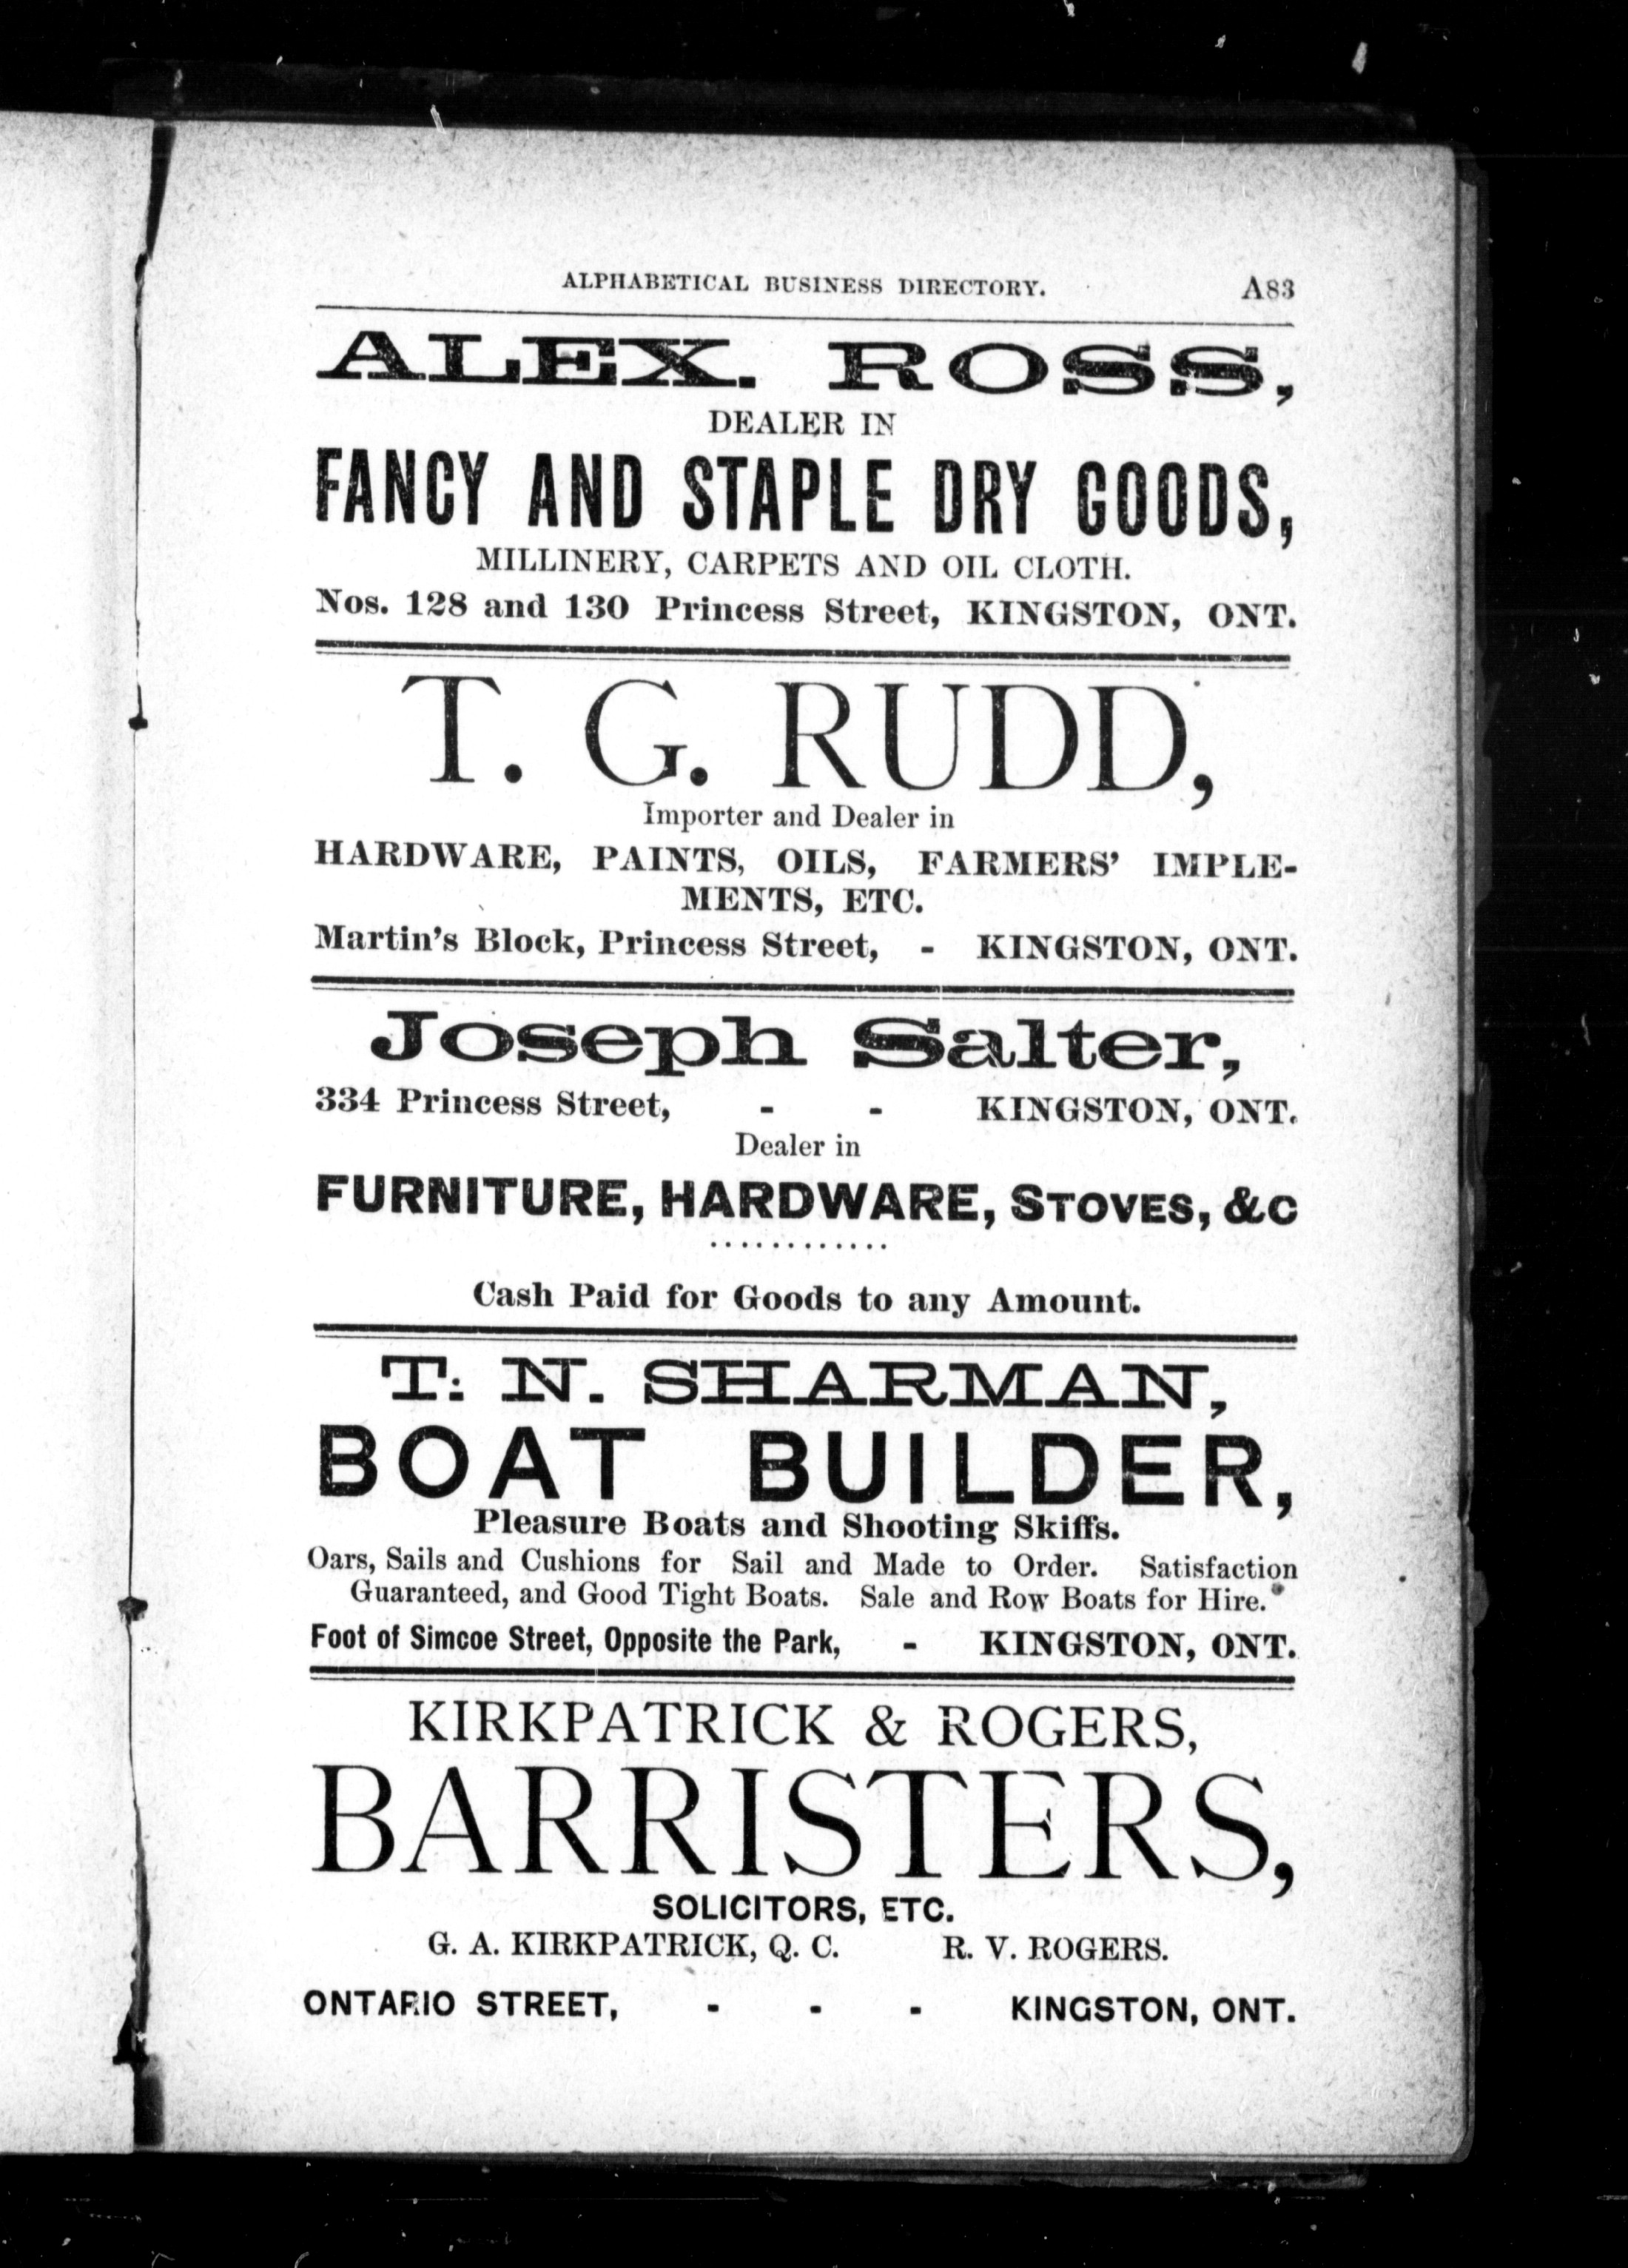 ALPHABETICAL BUSINESS DIRECTORY. A83
ALEX. ROSS,
DEALER IN
FANCY AND STAPLE DRY GOODS,
MILLINERY, CARPETS AND OIL CLOTH.
Nos. 128 and 130 Princess Street, KINGSTON, ONT.
T. G. RUDD,
Importer and Dealer in
HARDWARE, PAINTS, OILS, FARMERS' IMPLE-
MENTS, ETC.
Martin's Block, Princess Street, - KINGSTON, ONT.
Joseph Salter,
334 Princess Street, - - KINGSTON, ONT.
Dealer in
FURNITURE, HARDWARE, STOVES, &C
............
Cash Paid for Goods to any Amount.
T. N. SHARMAN,
BOAT BUILDER,
Pleasure Boats and Shooting Skiffs.
Oars, Sails and Cushions for Sail and Made to Order. Satisfaction
Guaranteed, and Good Tight Boats. Sale and Row Boats for Hire.
Foot of Simcoe Street, Opposite the Park, - KINGSTON, ONT.
KIRKPATRICK & ROGERS,
BARRISTERS,
SOLICITORS, ETC.
G. A. KIRKPATRICK, Q. C. R. V. ROGERS.
ONTARIO STREET, - - - KINGSTON, ONT.